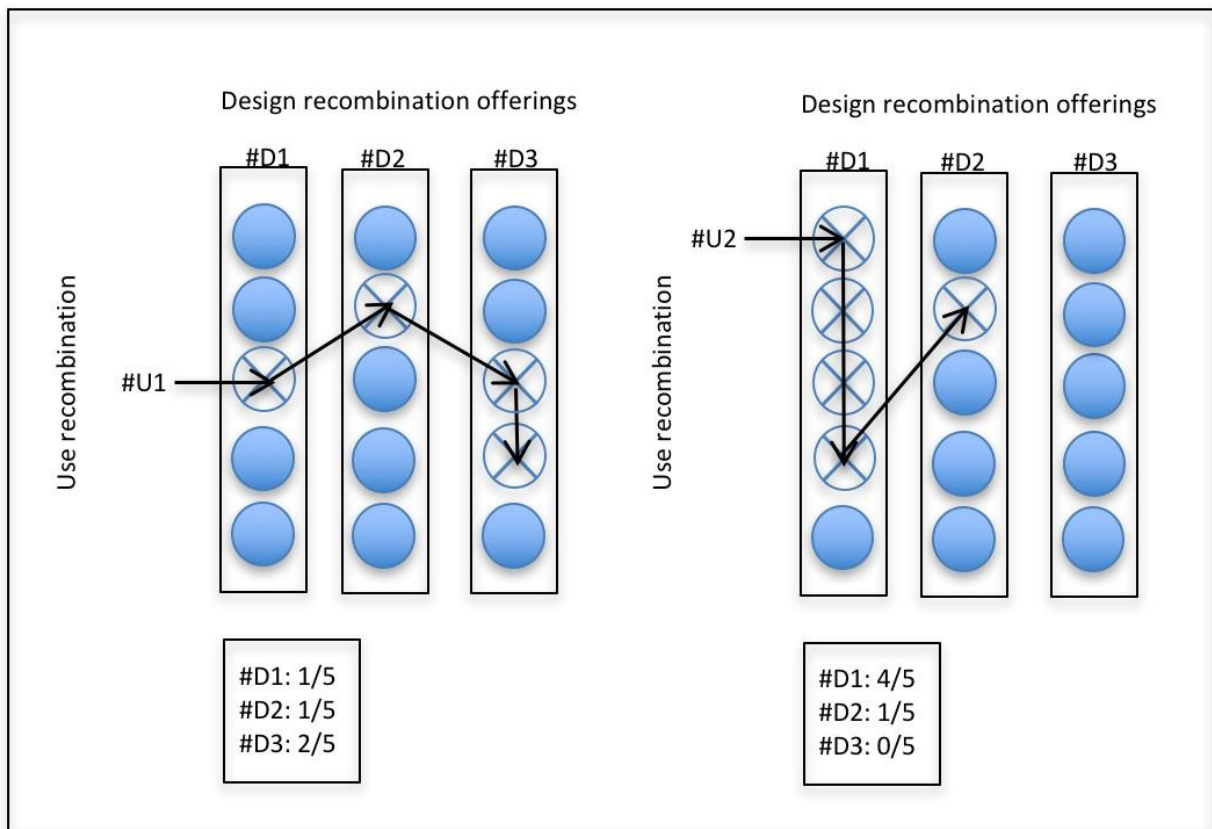 Design recombination offerings
#D1 #D2 #D3
Use recombination
#U1
#D1: 1/5
#D2: 1/5
#D3: 2/5
Design recombination offerings
#D1 #D2 #D3
#U2
Use recombination
#D1: 4/5
#D2: 1/5
#D3: 0/5